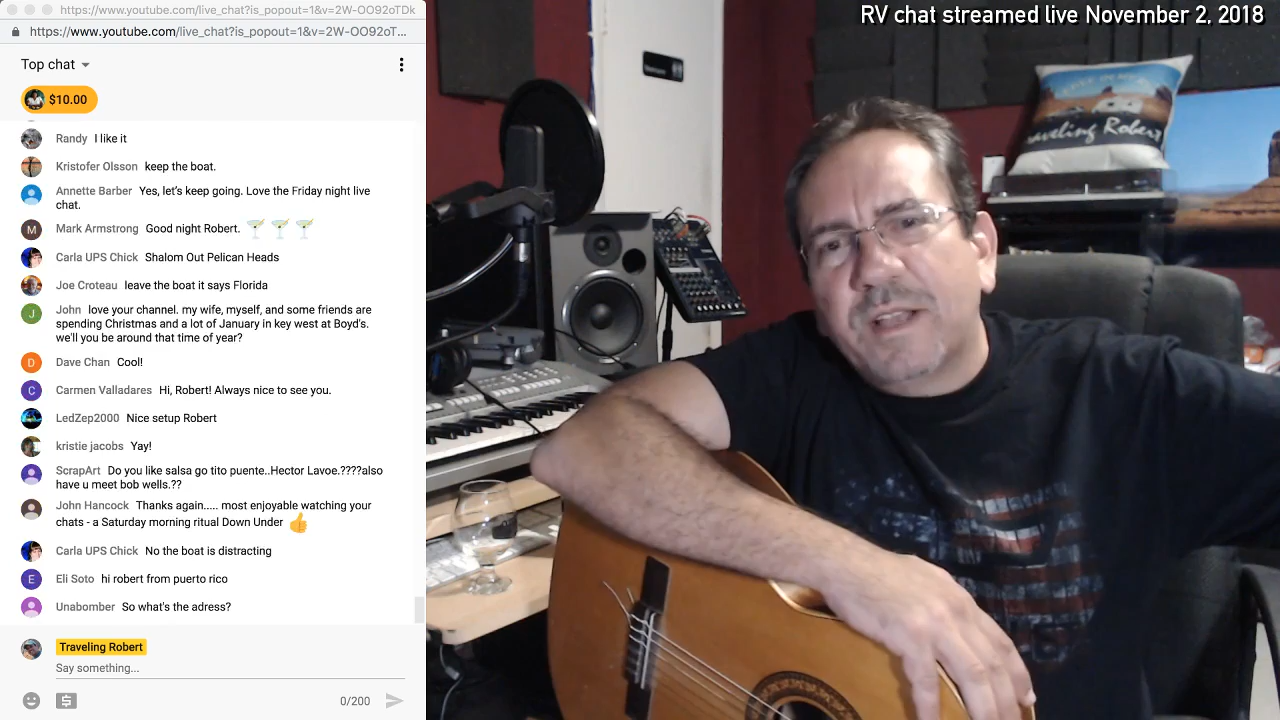 RV chat streamed live November 2, 2018
https://www.youtube.com/live_chat?is_popout=1&v=2W-OO92oTDk
https://www.youtube.com/live_chat?is_popout=1&v=2W-OO92oT...
Top chat
$10.00
Randy I like it
Kristofer Olsson keep the boat.
Annette Barber Yes, let's keep going. Love the Friday night live
chat.
Mark Armstrong Good night Robert. 🍸 🍸 🍸
Carla UPS Chick Shalom Out Pelican Heads
Joe Croteau leave the boat it says Florida
J John love your channel. my wife, myself, and some friends are
spending Christmas and a lot of January in key west at Boyd's.
we'll you be around that time of year?
D Dave Chan Cool!
C Carmen Valladares Hi, Robert! Always nice to see you.
LedZep2000 Nice setup Robert
kristie jacobs Yay!
ScrapArt Do you like salsa go tito puente..Hector Lavoe.????also
have u meet bob wells.??
John Hancock Thanks again..... most enjoyable watching your
chats - a Saturday morning ritual Down Under 👍
Carla UPS Chick No the boat is distracting
E Eli Soto hi robert from puerto rico
Unabomber So what's the adress?
Traveling Robert
Say something...
0/200
Traveling Robert